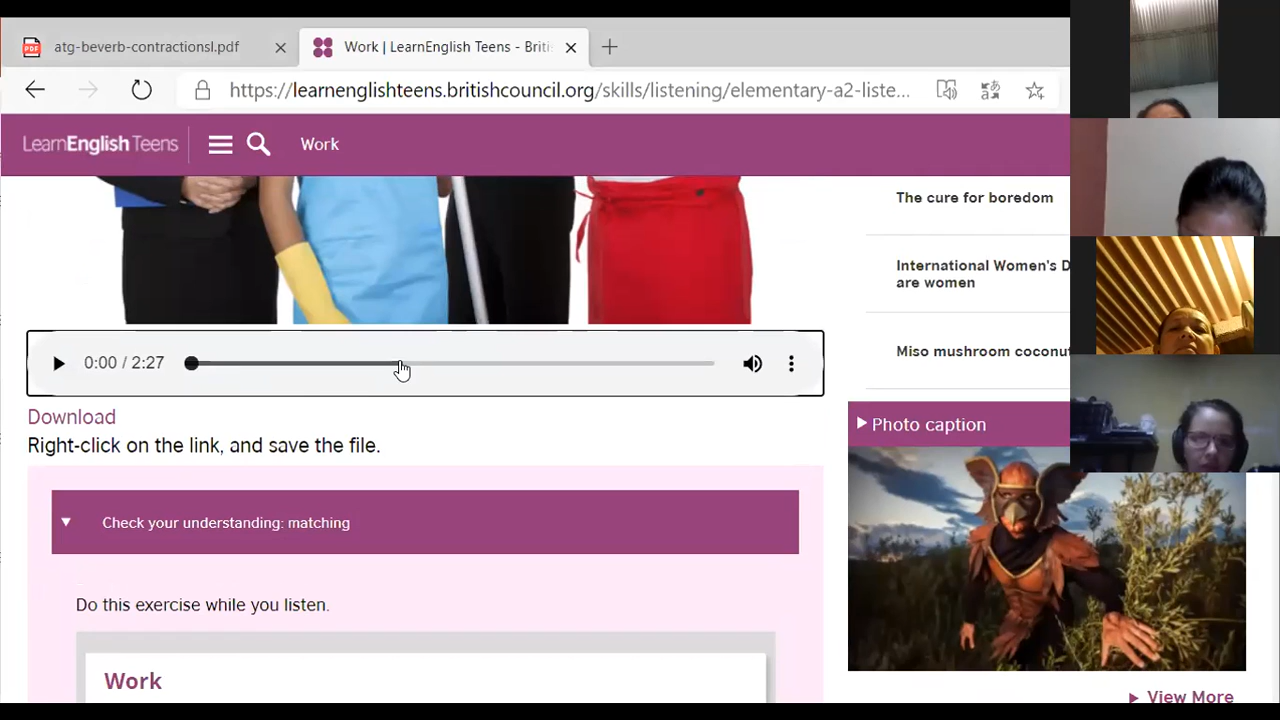 atg-beverb-contractionsl.pdf
Work | LearnEnglish Teens - Briti
https://learnenglishteens.britishcouncil.org/skills/listening/elementary-a2-liste...
LearnEnglish Teens
Work
The cure for boredom
International Women's D
are women
Miso mushroom coconut
0:00 / 2:27
Download
Right-click on the link, and save the file.
Photo caption
Check your understanding: matching
Do this exercise while you listen.
Work
View More